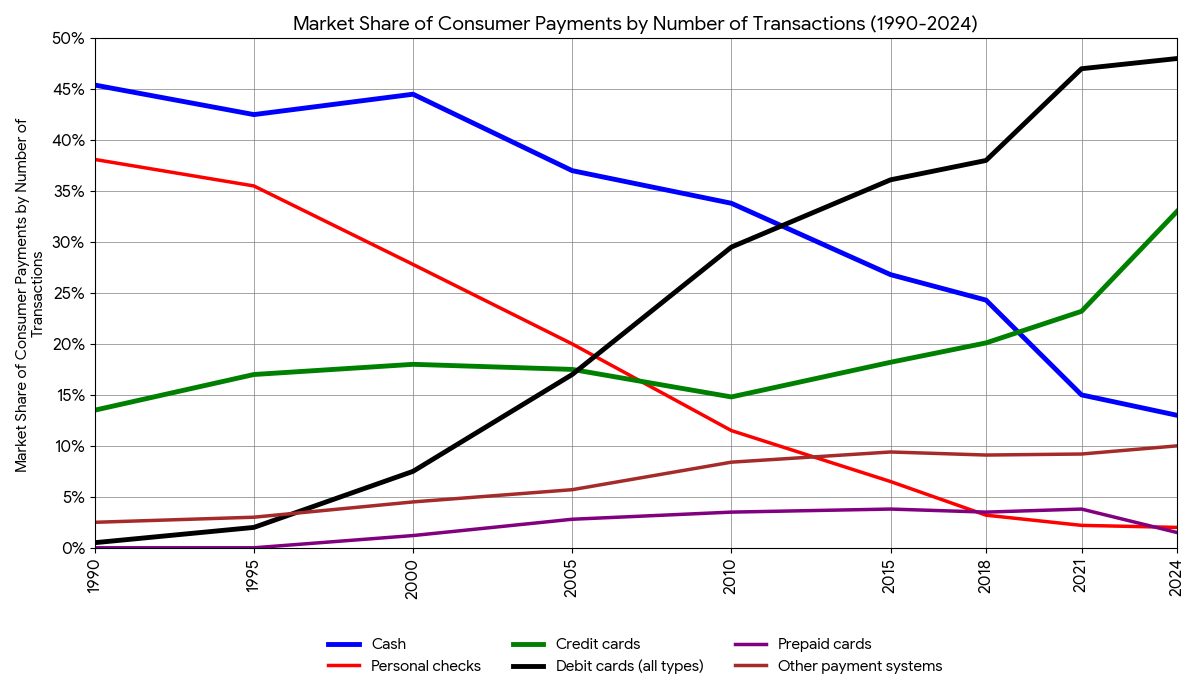 Market Share of Consumer Payments by Number of Transactions (1990-2024)
Market Share of Consumer Payments by Number of
Transactions
50%
45%
40%
35%
30%
25%
20%
15%
10%
5%
0%
1990
1995
2000
2005
2010
2015
2018
2021
2024
Cash
Personal checks
Credit cards
Debit cards (all types)
Prepaid cards
Other payment systems